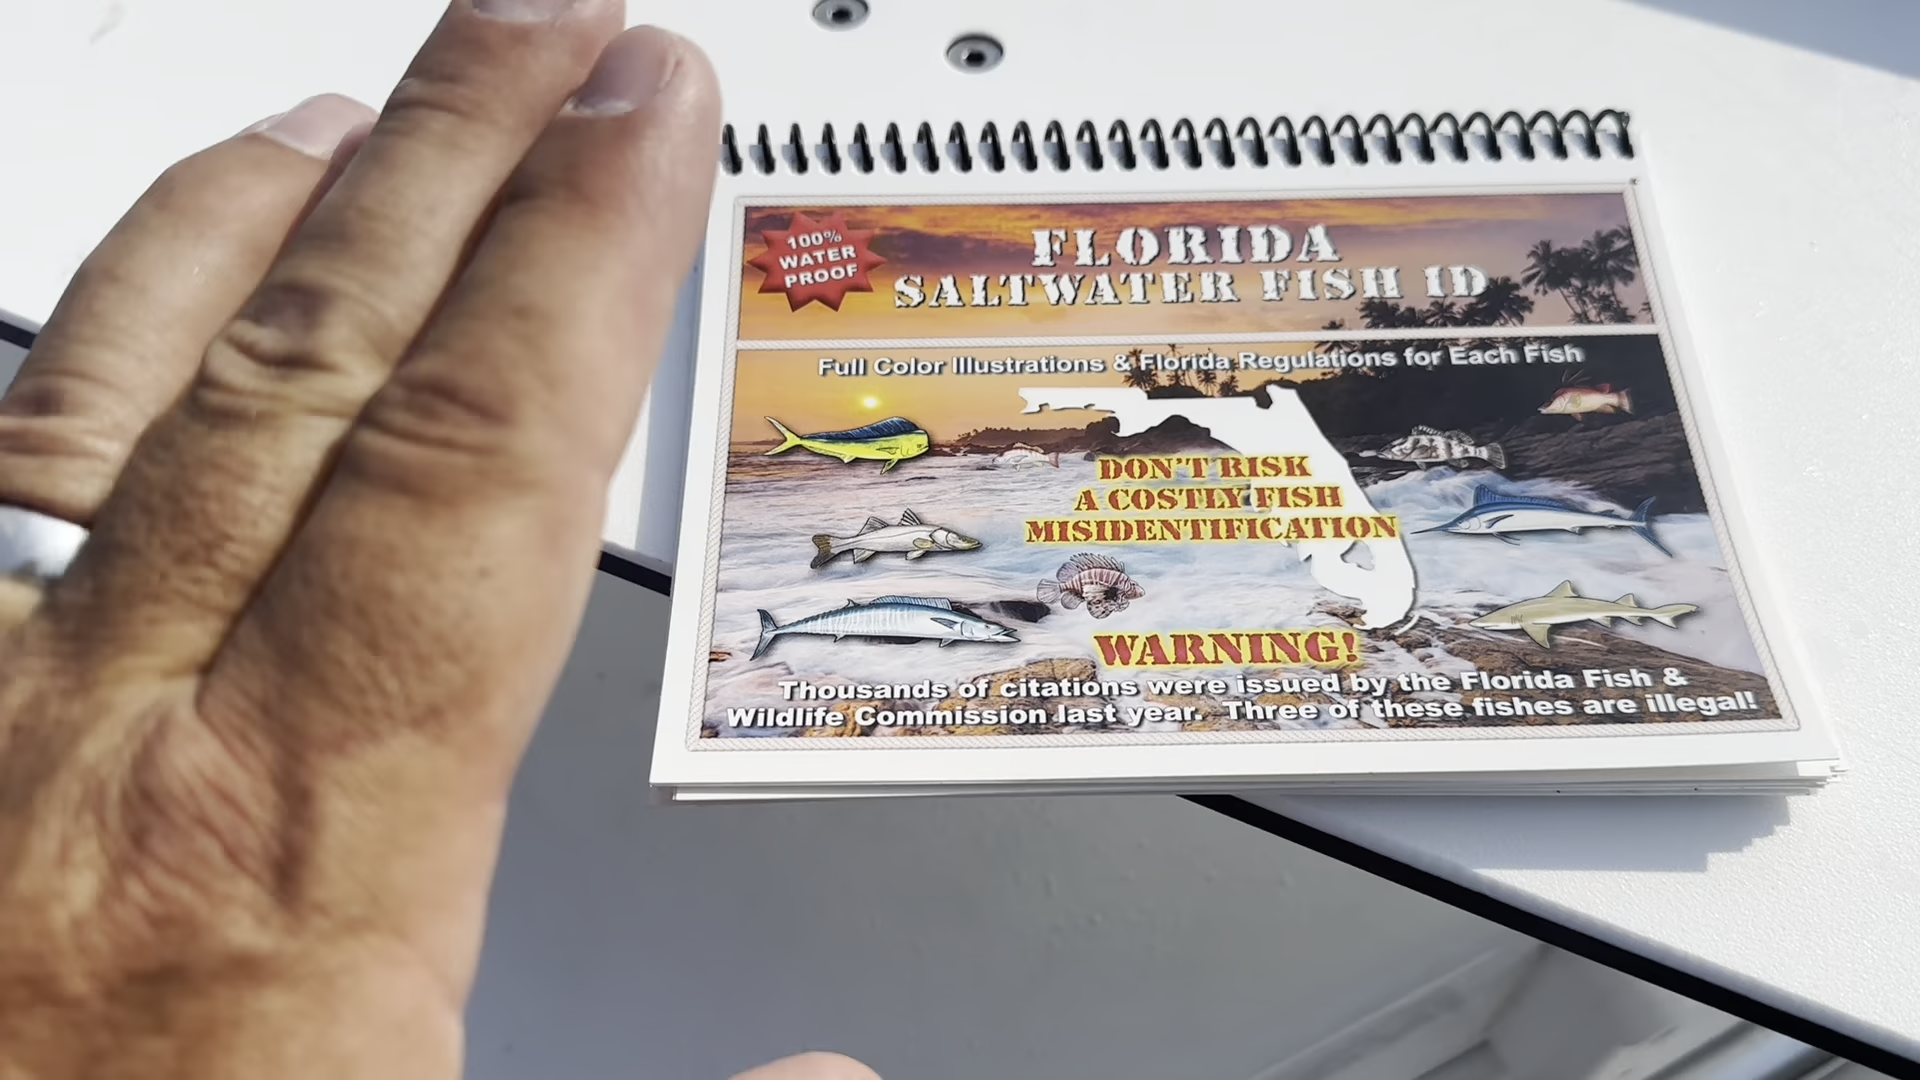 100%
WATER
PROOF
FLORIDA
SALTWATER FISH ID
Full Color Illustrations & Florida Regulations for Each Fish
DON'T RISK
A COSTLY FISH
MISIDENTIFICATION
WARNING!
Thousands of citations were issued by the Florida Fish &
Wildlife Commission last year. Three of these fishes are illegal!